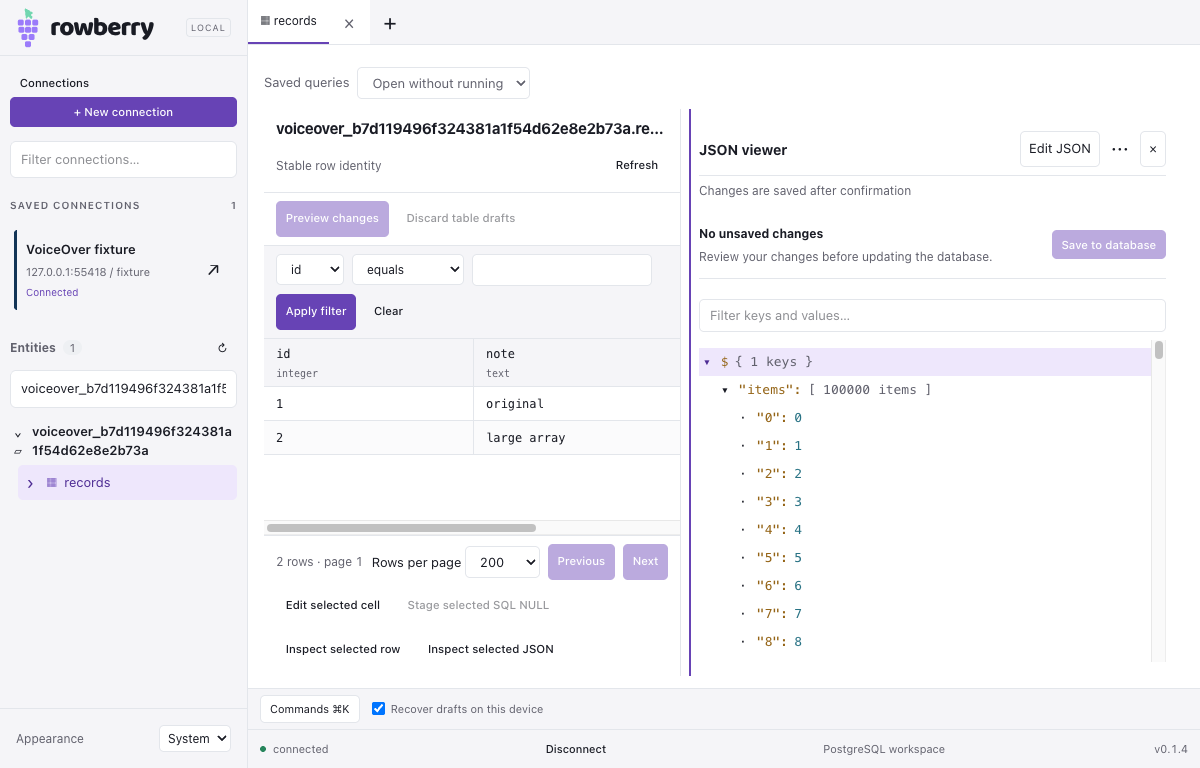 rowberry
LOCAL
Connections
+ New connection
Filter connections...
SAVED CONNECTIONS 1
VoiceOver fixture
127.0.0.1:55418 / fixture
Connected
Entities 1
voiceover_b7d119496f324381a1f5
voiceover_b7d119496f324381a
1f54d62e8e2b73a
records
Appearance System
records
Saved queries Open without running
voiceover_b7d119496f324381a1f54d62e8e2b73a.re...
Stable row identity Refresh
Preview changes Discard table drafts
id equals
Apply filter Clear
id note
integer text
1 original
2 large array
2 rows · page 1 Rows per page 200 Previous Next
Edit selected cell Stage selected SQL NULL
Inspect selected row Inspect selected JSON
JSON viewer Edit JSON ··· ×
Changes are saved after confirmation
No unsaved changes
Review your changes before updating the database.
Save to database
Filter keys and values...
$ { 1 keys }
"items": [ 100000 items ]
· "0": 0
· "1": 1
· "2": 2
· "3": 3
· "4": 4
· "5": 5
· "6": 6
· "7": 7
· "8": 8
Commands ⌘K Recover drafts on this device
connected Disconnect PostgreSQL workspace v0.1.4